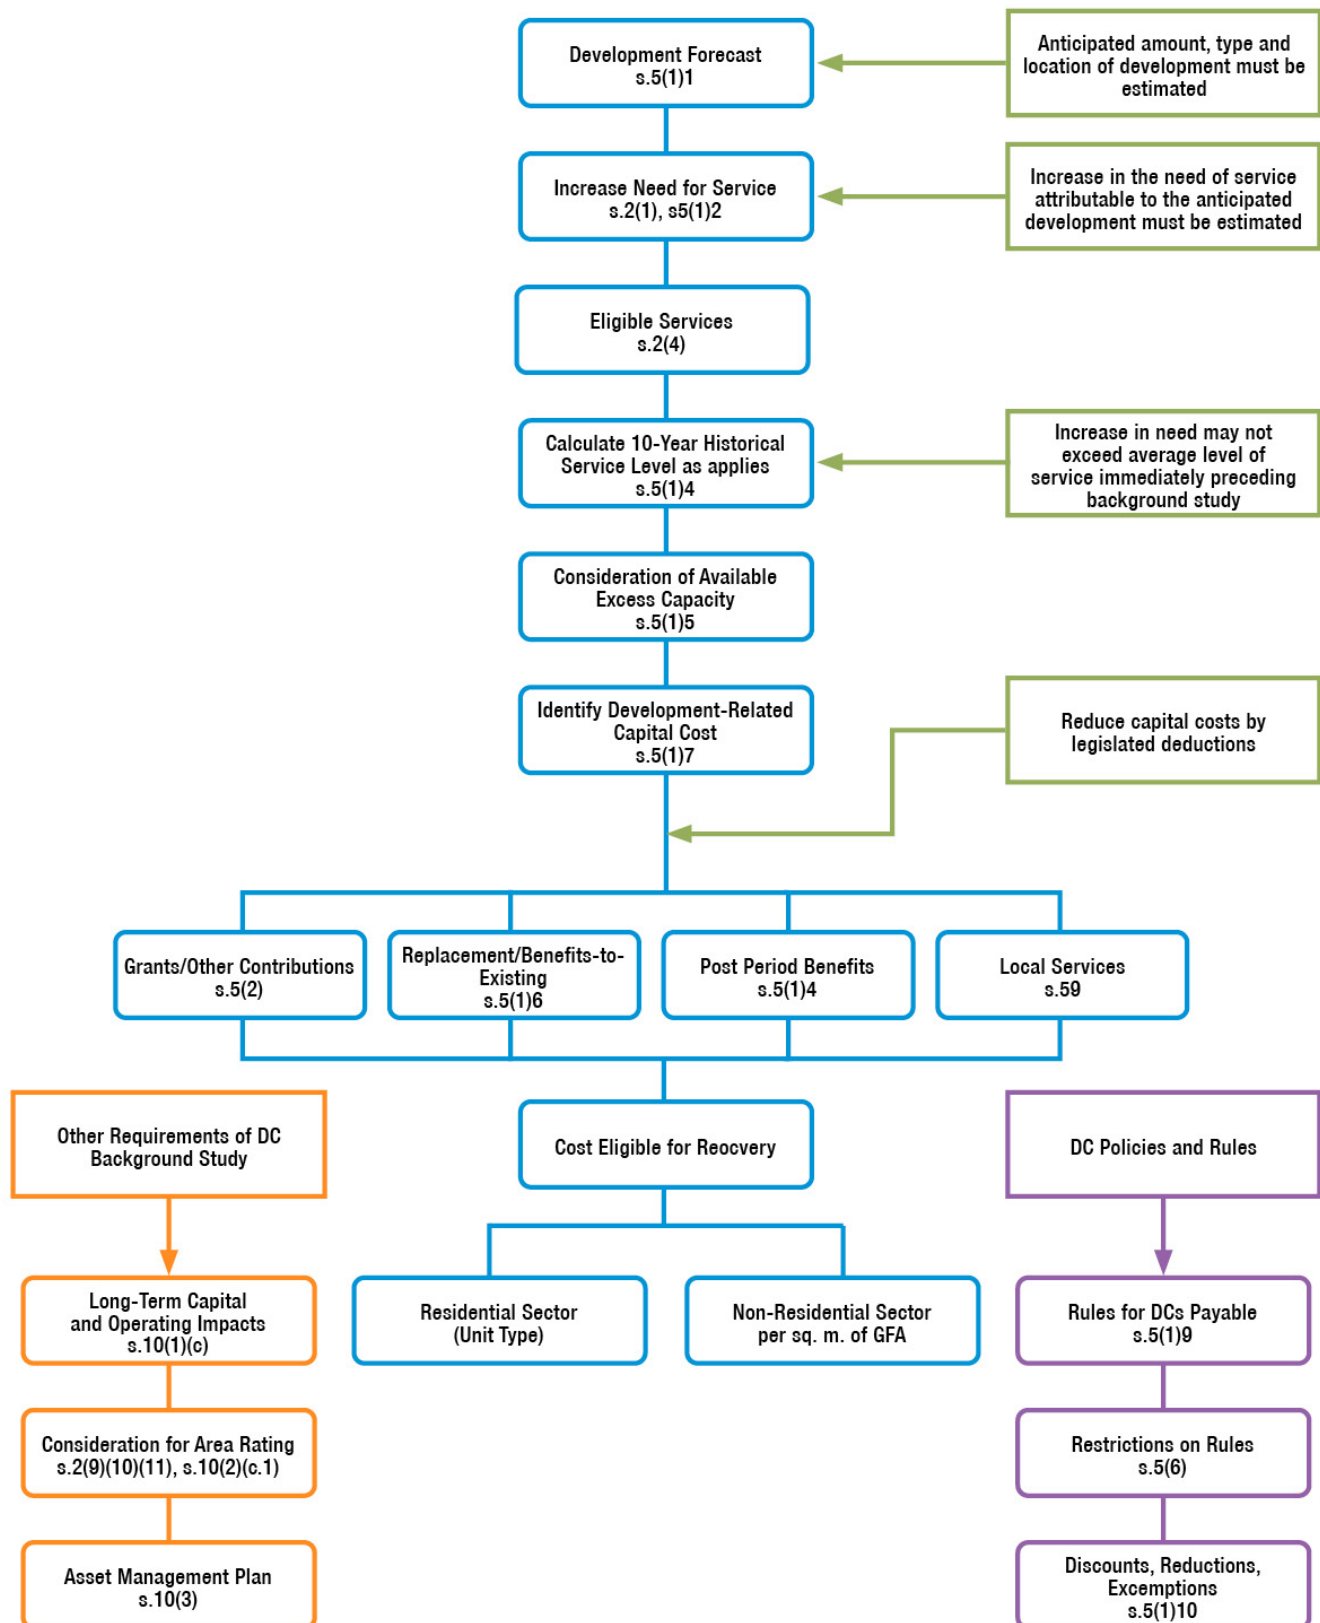 Development Forecast
s.5(1)1
Anticipated amount, type and
location of development must be
estimated
Increase Need for Service
s.2(1), s5(1)2
Increase in the need of service
attributable to the anticipated
development must be estimated
Eligible Services
s.2(4)
Calculate 10-Year Historical
Service Level as applies
s.5(1)4
Increase in need may not
exceed average level of
service immediately preceding
background study
Consideration of Available
Excess Capacity
s.5(1)5
Identify Development-Related
Capital Cost
s.5(1)7
Reduce capital costs by
legislated deductions
Grants/Other Contributions
s.5(2)
Replacement/Benefits-to-
Existing
s.5(1)6
Post Period Benefits
s.5(1)4
Local Services
s.59
Other Requirements of DC
Background Study
Cost Eligible for Reocvery
DC Policies and Rules
Long-Term Capital
and Operating Impacts
s.10(1)(c)
Residential Sector
(Unit Type)
Non-Residential Sector
per sq. m. of GFA
Rules for DCs Payable
s.5(1)9
Consideration for Area Rating
s.2(9)(10)(11), s.10(2)(c.1)
Restrictions on Rules
s.5(6)
Asset Management Plan
s.10(3)
Discounts, Reductions,
Excemptions
s.5(1)10